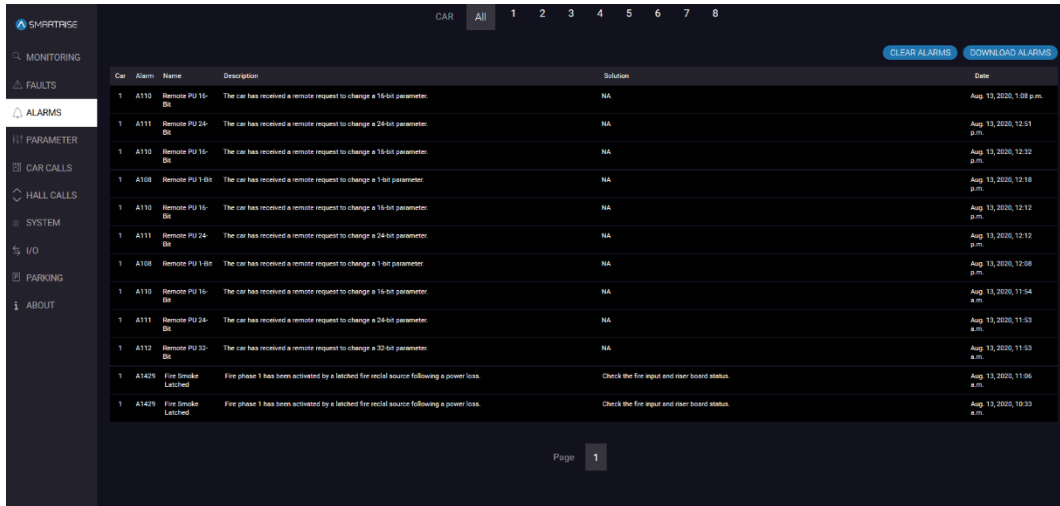 SMARTRISE
CAR All 1 2 3 4 5 6 7 8
CLEAR ALARMS DOWNLOAD ALARMS
MONITORING
FAULTS
ALARMS
PARAMETER
CAR CALLS
HALL CALLS
SYSTEM
I/O
PARKING
ABOUT
Car Alarm Name Description Solution Date
1 A110 Remote PU 16- The car has received a remote request to change a 16-bit parameter. NA Aug. 13, 2020, 1:08 p.m.
Bit
1 A111 Remote PU 24- The car has received a remote request to change a 24-bit parameter. NA Aug. 13, 2020, 12:51
Bit p.m.
1 A110 Remote PU 16- The car has received a remote request to change a 16-bit parameter. NA Aug. 13, 2020, 12:32
Bit p.m.
1 A108 Remote PU 1-Bit The car has received a remote request to change a 1-bit parameter. NA Aug. 13, 2020, 12:18
p.m.
1 A110 Remote PU 16- The car has received a remote request to change a 16-bit parameter. NA Aug. 13, 2020, 12:12
Bit p.m.
1 A111 Remote PU 24- The car has received a remote request to change a 24-bit parameter. NA Aug. 13, 2020, 12:12
Bit p.m.
1 A108 Remote PU 1-Bit The car has received a remote request to change a 1-bit parameter. NA Aug. 13, 2020, 12:08
p.m.
1 A110 Remote PU 16- The car has received a remote request to change a 16-bit parameter. NA Aug. 13, 2020, 11:54
Bit a.m.
1 A111 Remote PU 24- The car has received a remote request to change a 24-bit parameter. NA Aug. 13, 2020, 11:53
Bit a.m.
1 A112 Remote PU 32- The car has received a remote request to change a 32-bit parameter. NA Aug. 13, 2020, 11:53
Bit a.m.
1 A1429 Fire Smoke Fire phase 1 has been activated by a latched fire reclal source following a power loss. Check the fire input and riser board status. Aug. 13, 2020, 11:06
Latched a.m.
1 A1429 Fire Smoke Fire phase 1 has been activated by a latched fire reclal source following a power loss. Check the fire input and riser board status. Aug. 13, 2020, 10:33
Latched a.m.
Page 1